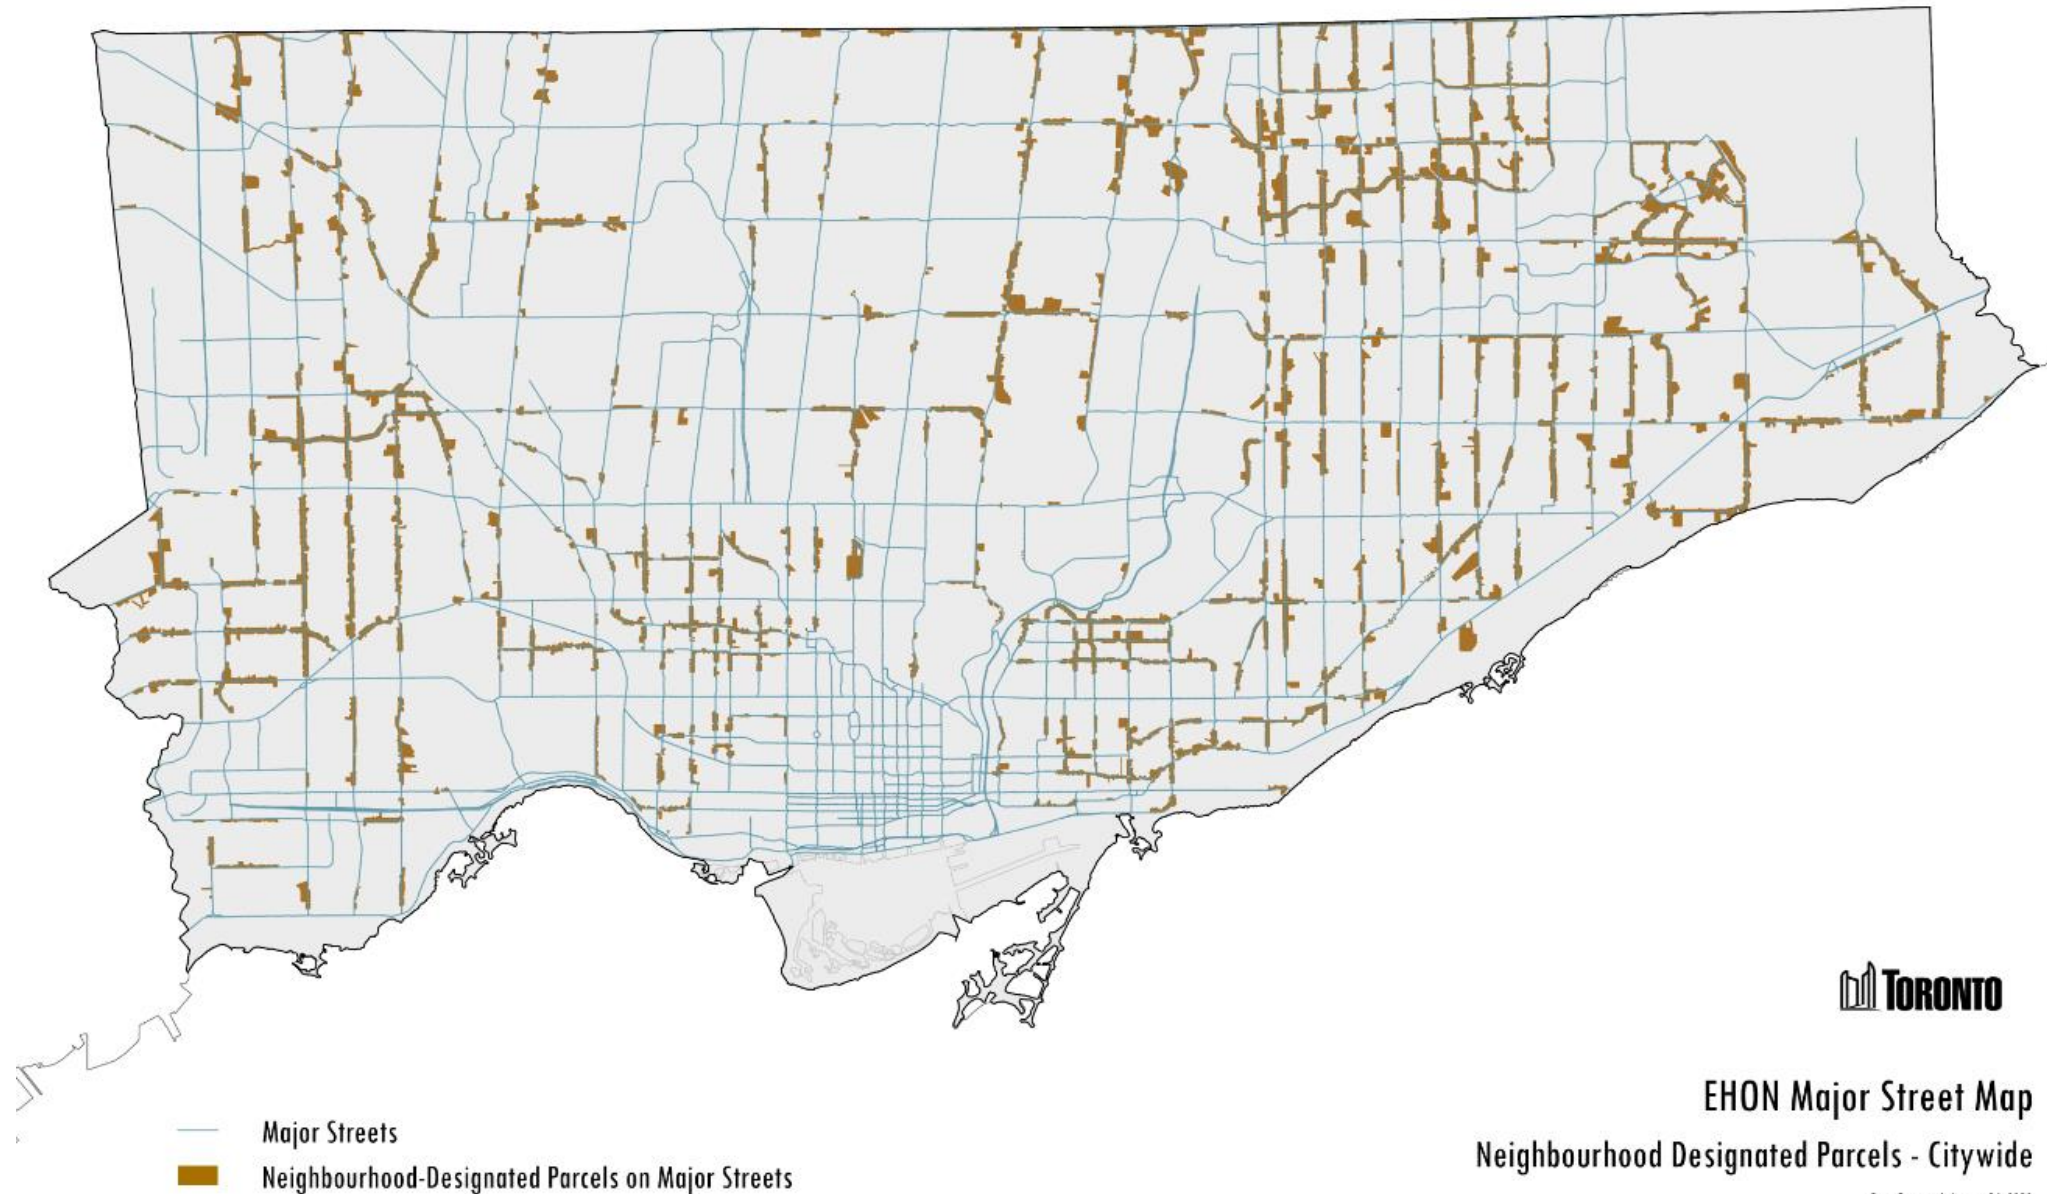 TORONTO
EHON Major Street Map
Neighbourhood Designated Parcels - Citywide
Major Streets
Neighbourhood-Designated Parcels on Major Streets